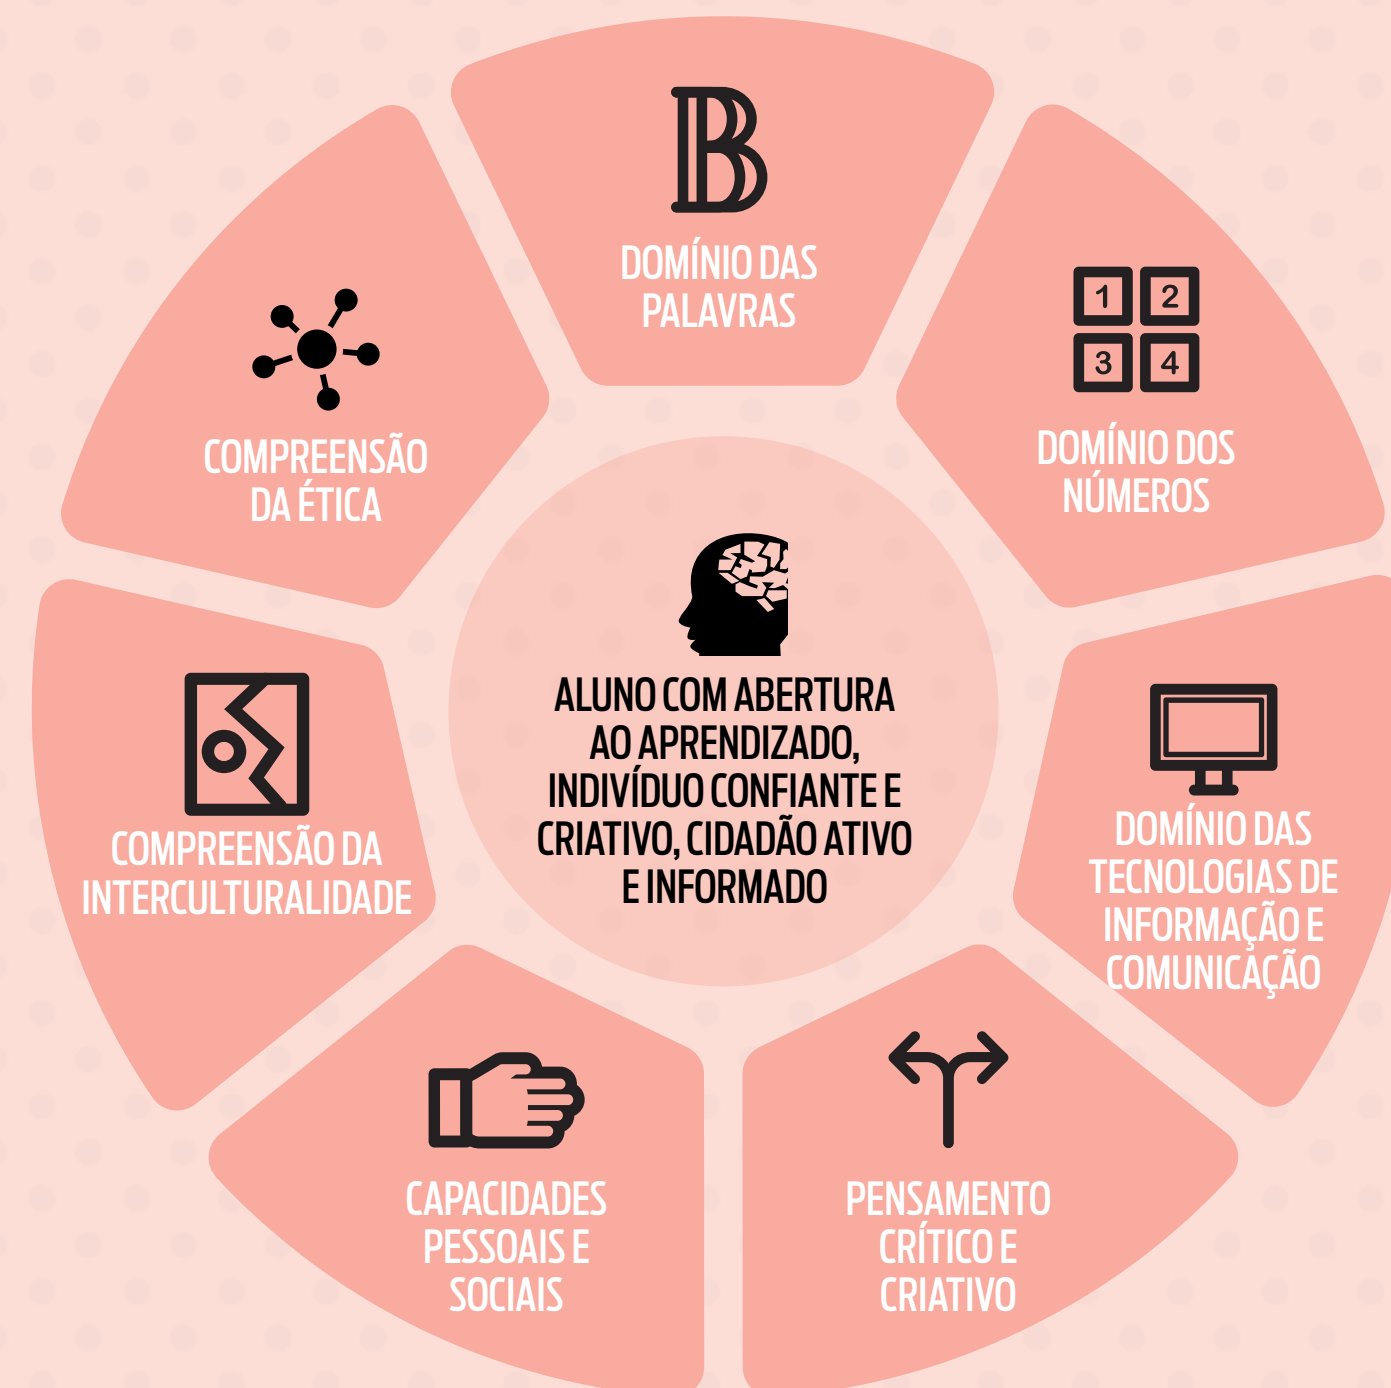 B
DOMÍNIO DAS
PALAVRAS
1 2
3 4
DOMÍNIO DOS
NÚMEROS
DOMÍNIO DAS
TECNOLOGIAS DE
INFORMAÇÃO E
COMUNICAÇÃO
PENSAMENTO
CRÍTICO E
CRIATIVO
CAPACIDADES
PESSOAIS E
SOCIAIS
COMPREENSÃO DA
INTERCULTURALIDADE
COMPREENSÃO
DA ÉTICA
ALUNO COM ABERTURA
AO APRENDIZADO,
INDIVÍDUO CONFIANTE E
CRIATIVO, CIDADÃO ATIVO
E INFORMADO